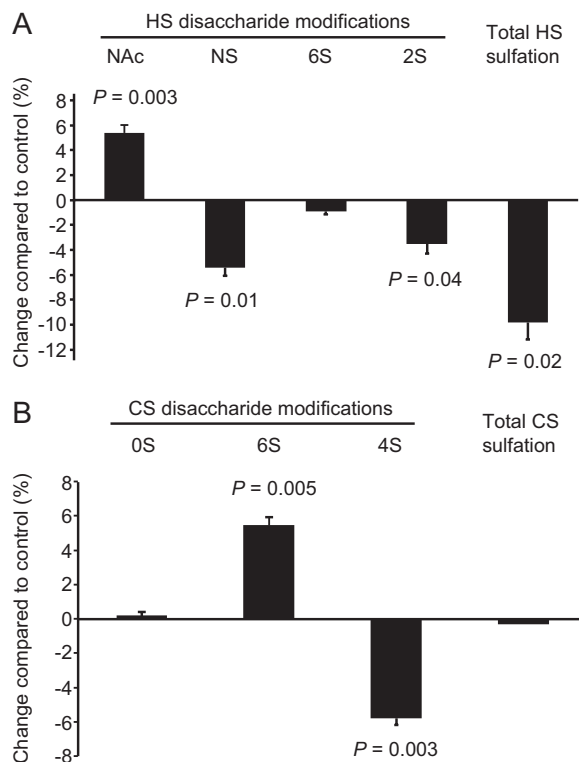 A
HS disaccharide modifications
Total HS
sulfation
NAc
NS
6S
2S
Change compared to control (%)
8
6
4
2
0
-2
-4
-6
-8
-10
-12
P = 0.003
P = 0.01
P = 0.04
P = 0.02
B
CS disaccharide modifications
Total CS
sulfation
0S
6S
4S
Change compared to control (%)
8
6
4
2
0
-2
-4
-6
-8
P = 0.005
P = 0.003